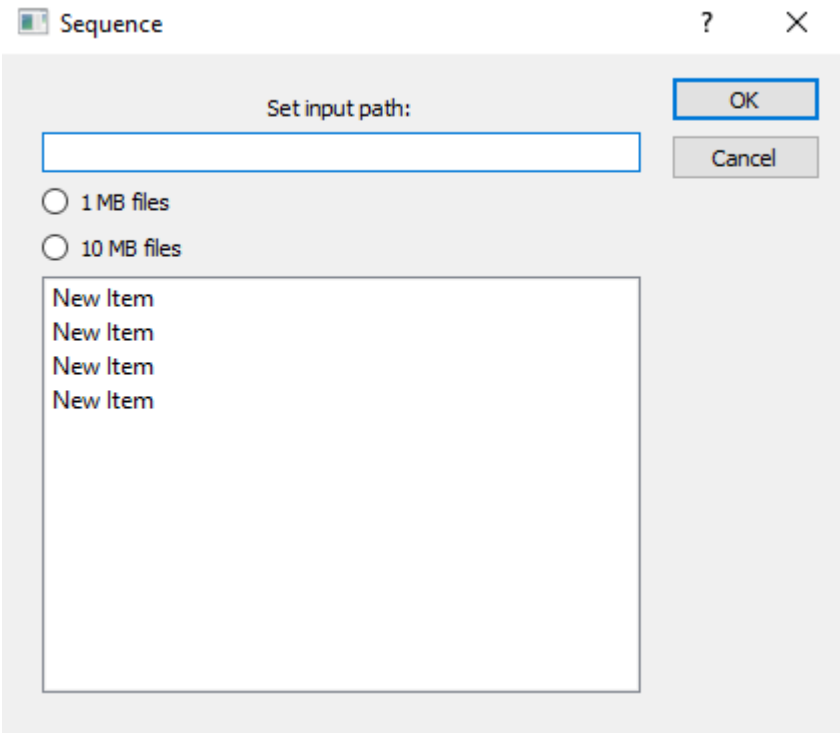 Sequence ?
Set input path:
OK
Cancel
1 MB files
10 MB files
New Item
New Item
New Item
New Item